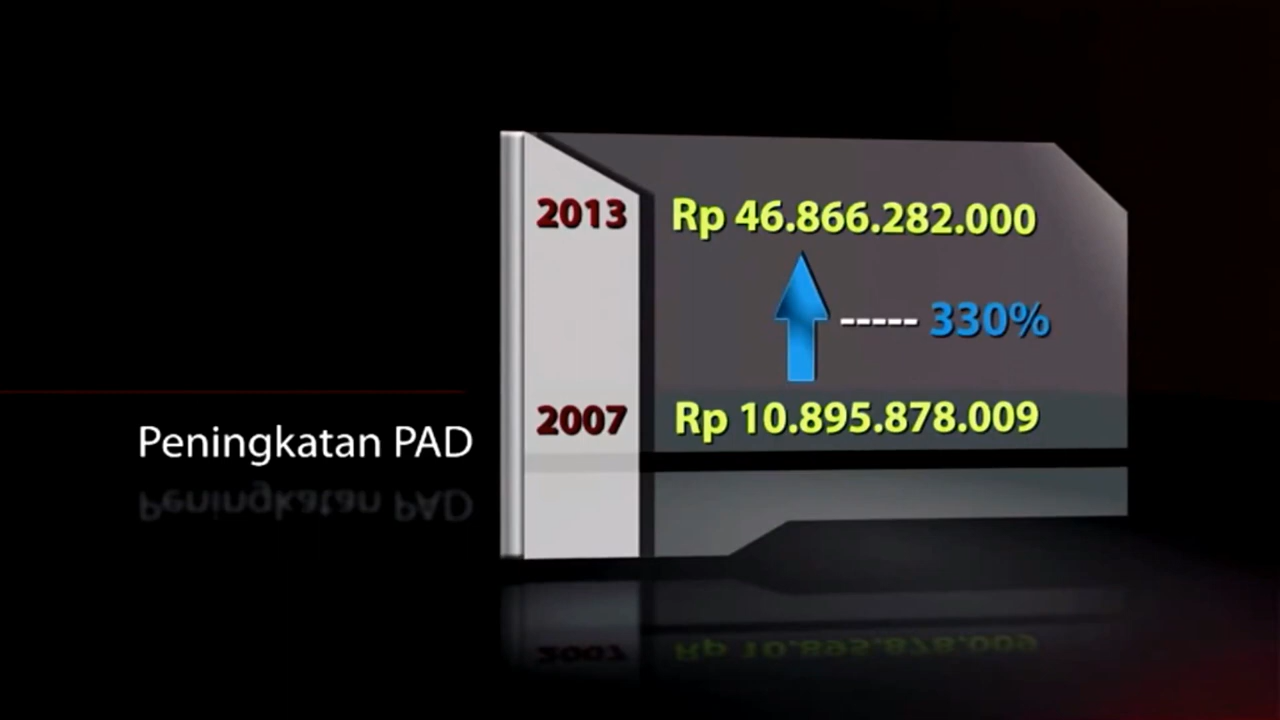 2013 Rp 46.866.282.000
----- 330%
2007 Rp 10.895.878.009
Peningkatan PAD